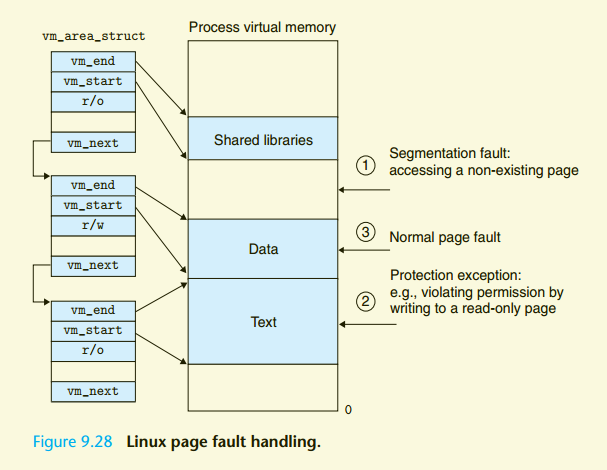 Process virtual memory
vm_area_struct
vm_end
vm_start
r/o
vm_next
vm_end
vm_start
r/w
vm_next
vm_end
vm_start
r/o
vm_next
Shared libraries
Data
Text
0
1
Segmentation fault:
accessing a non-existing page
3
Normal page fault
2
Protection exception:
e.g., violating permission by
writing to a read-only page
Figure 9.28 Linux page fault handling.